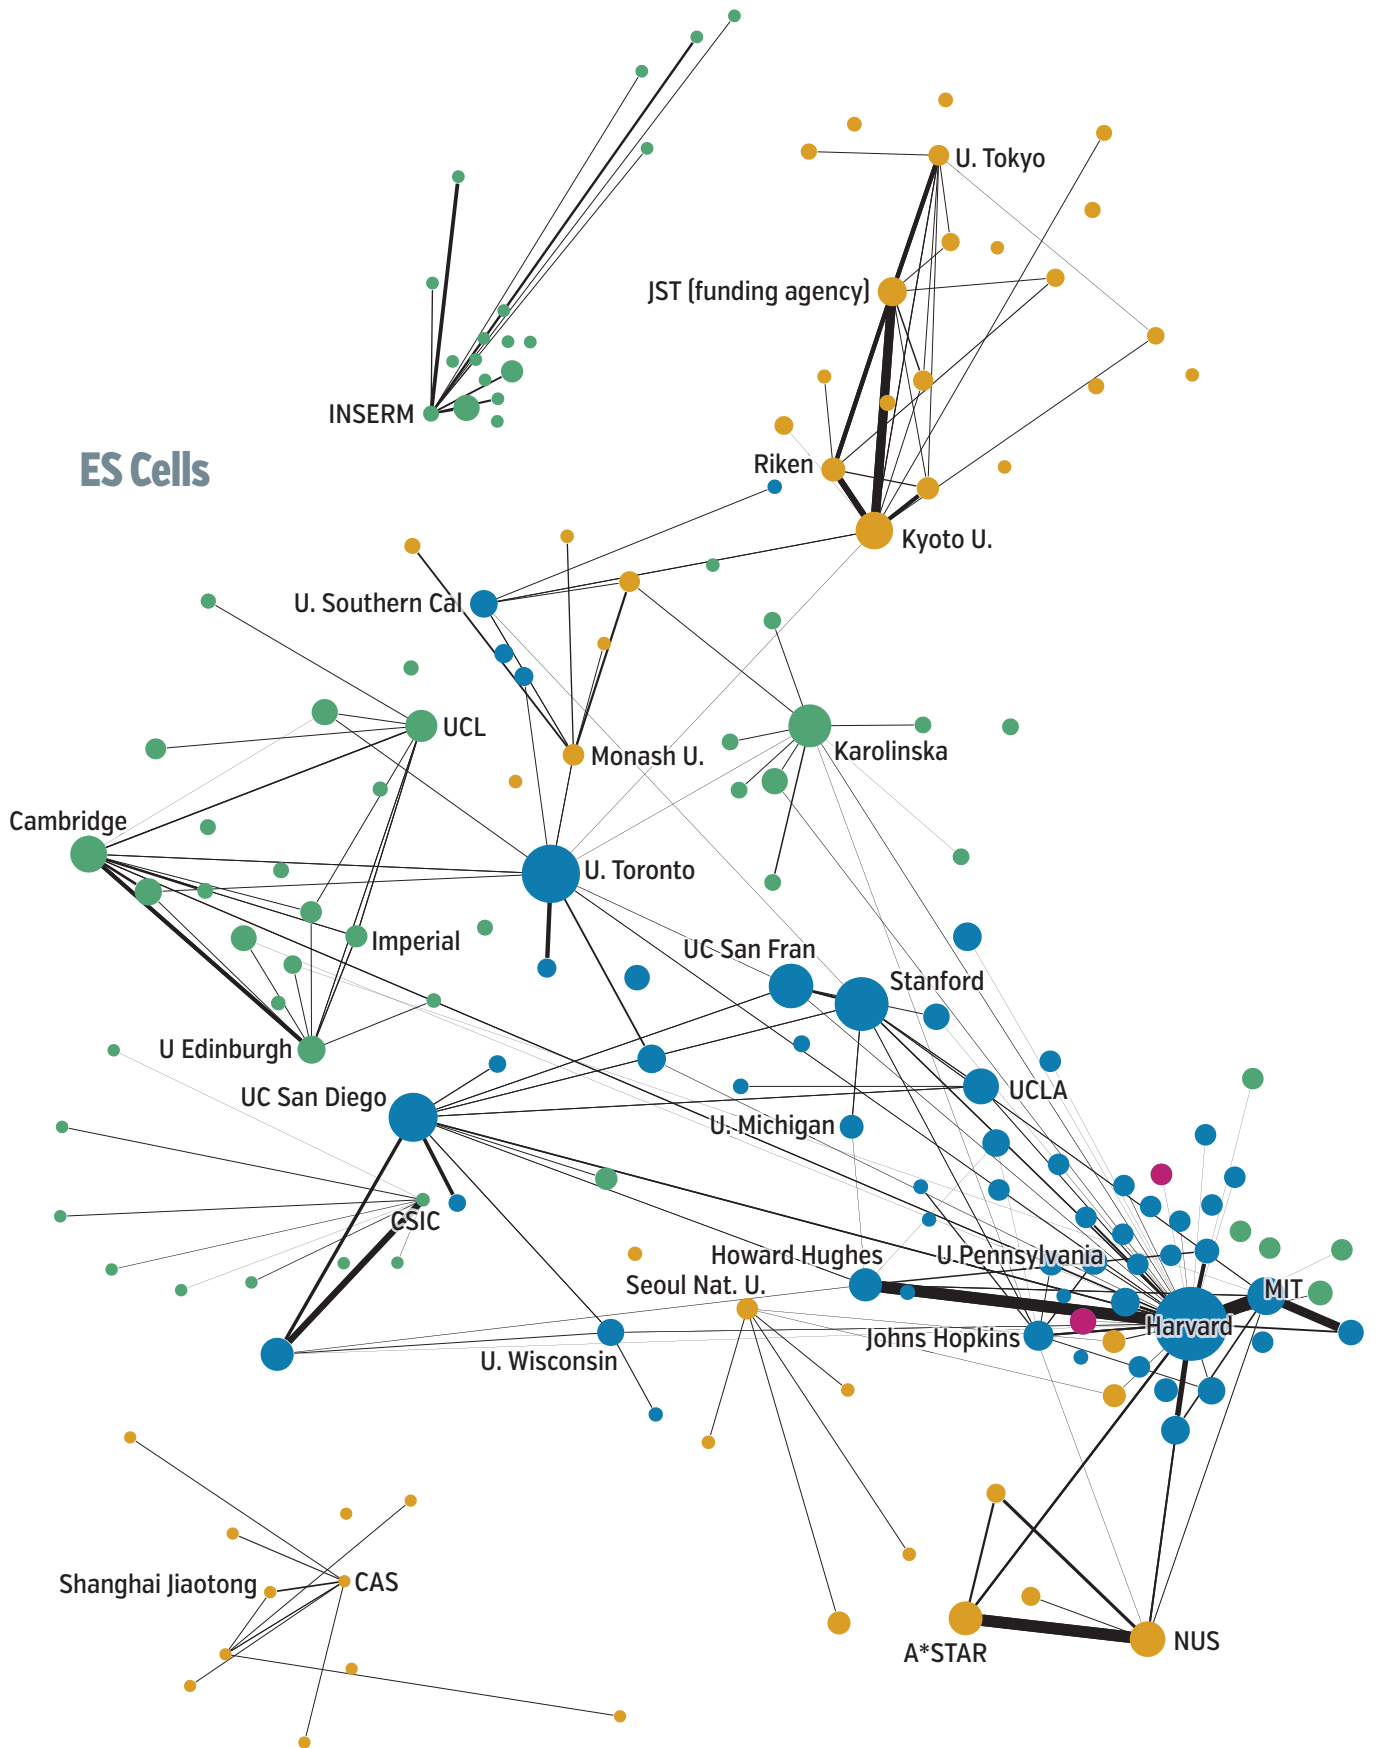 U. Tokyo
JST (funding agency)
INSERM
ES Cells
Riken
Kyoto U.
U. Southern Cal
UCL
Monash U.
Karolinska
Cambridge
U. Toronto
Imperial
UC San Fran
Stanford
U Edinburgh
UC San Diego
UCLA
U. Michigan
CSIC
Howard Hughes
U Pennsylvania
Seoul Nat. U.
MIT
Harvard
Johns Hopkins
U. Wisconsin
Shanghai Jiaotong
CAS
A*STAR
NUS